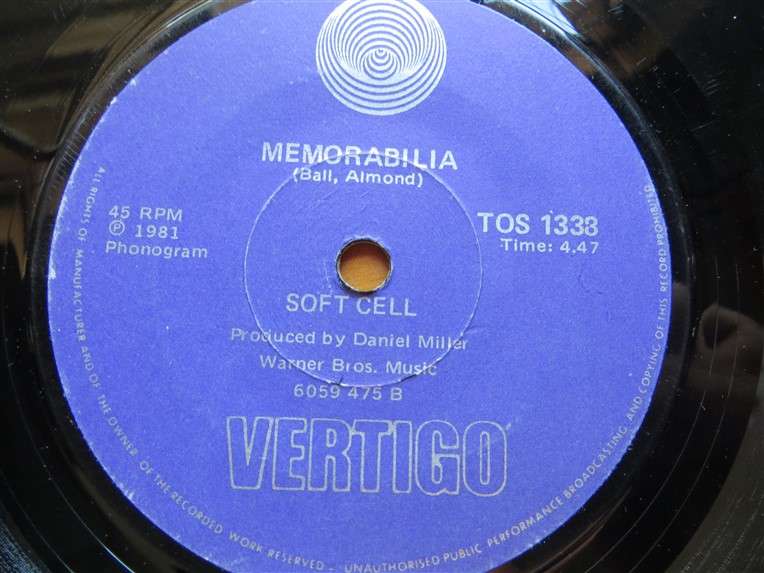 MEMORABILIA
(Ball, Almond)
45 RPM
℗ 1981
Phonogram
TOS 1338
Time: 4.47
SOFT CELL
Produced by Daniel Miller
Warner Bros. Music
6059 475 B
VERTIGO
ALL RIGHTS OF MANUFACTURER AND OF THE OWNER OF THE RECORDED WORK RESERVED - UNAUTHORISED PUBLIC PERFORMANCE BROADCASTING AND COPYING OF THIS RECORD PROHIBITED